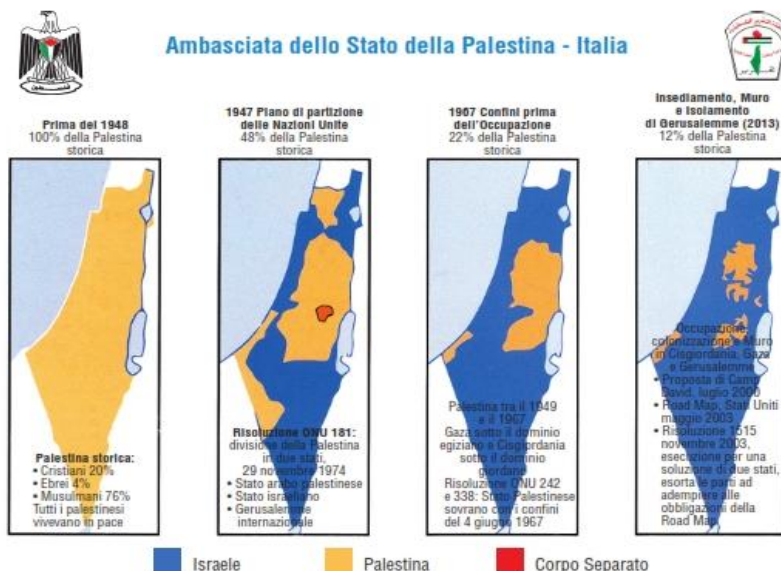 Ambasciata dello Stato della Palestina - Italia
Prima del 1948
100% della Palestina
storica
Palestina storica:
• Cristiani 20%
• Ebrei 4%
• Musulmani 76%
Tutti i palestinesi
vivevano in pace
1947 Piano di partizione
delle Nazioni Unite
48% della Palestina
storica
Risoluzione ONU 181:
divisione della Palestina
in due stati,
29 novembre 1974
• Stato arabo palestinese
• Stato israeliano
• Gerusalemme
internazionale
1967 Confini prima
dell'Occupazione
22% della Palestina
storica
Palestina tra il 1949
e il 1967
Gaza sotto il dominio
egiziano e Cisgiordania
sotto il dominio
giordano
Risoluzione ONU 242
e 338: Stato Palestinese
sovrano con i confini
del 4 giugno 1967
Insediamento, Muro
e Isolamento
di Gerusalemme (2013)
12% della Palestina
storica
Occupazione,
colonizzazione e Muro
in Cisgiordania, Gaza
e Gerusalemme
• Proposta di Camp
David, luglio 2000
• Road Map, Stati Uniti
maggio 2003
• Risoluzione 1515
novembre 2003,
esecuzione per una
soluzione di due stati,
esorta le parti ad
adempiere alle
obbligazioni della
Road Map
Israele
Palestina
Corpo Separato